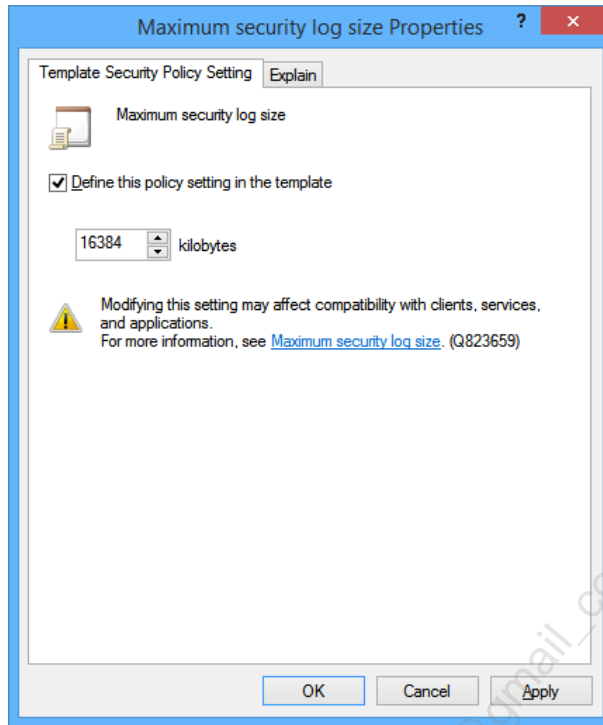 Maximum security log size Properties
?
×
Template Security Policy Setting
Explain
Maximum security log size
Define this policy setting in the template
16384
kilobytes
Modifying this setting may affect compatibility with clients, services,
and applications.
For more information, see Maximum security log size. (Q823659)
OK
Cancel
Apply